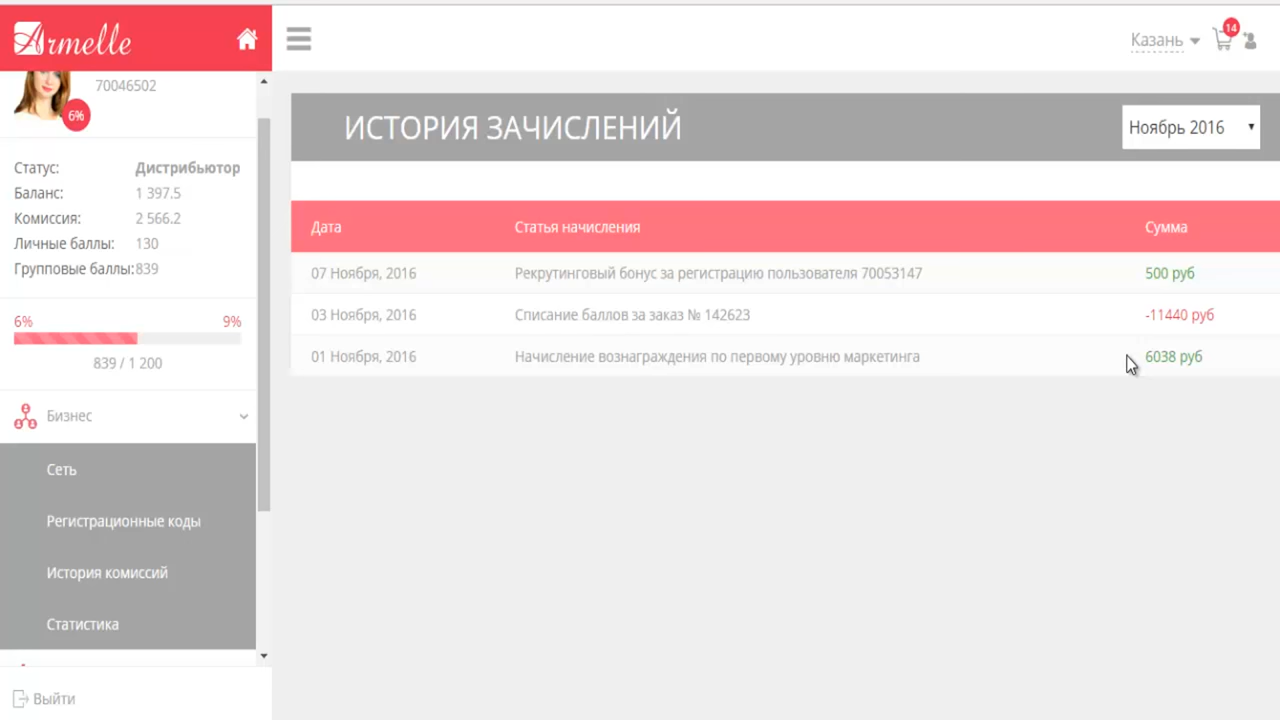 Armelle
Казань
14
70046502
6%
ИСТОРИЯ ЗАЧИСЛЕНИЙ
Ноябрь 2016
Статус: Дистрибьютор
Баланс: 1 397.5
Комиссия: 2 566.2
Личные баллы: 130
Групповые баллы: 839
6% 9%
839 / 1 200
Бизнес
Сеть
Регистрационные коды
История комиссий
Статистика
Выйти
Дата Статья начисления Сумма
07 Ноября, 2016 Рекрутинговый бонус за регистрацию пользователя 70053147 500 руб
03 Ноября, 2016 Списание баллов за заказ № 142623 -11440 руб
01 Ноября, 2016 Начисление вознаграждения по первому уровню маркетинга 6038 руб